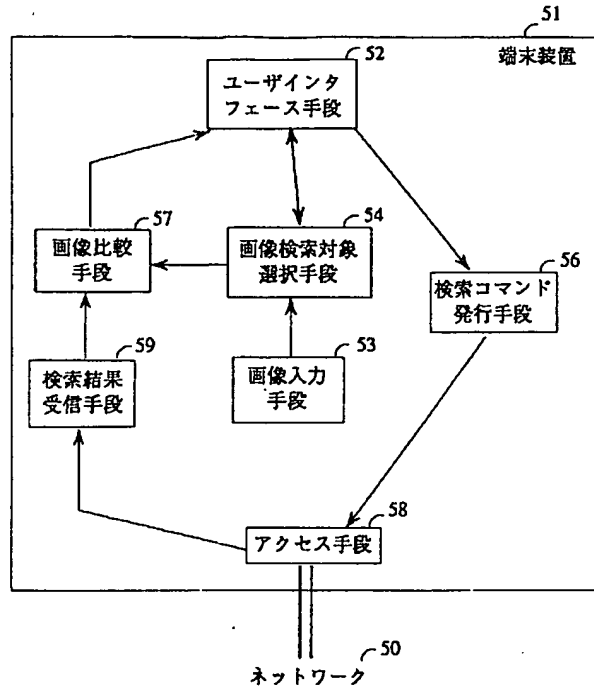 51
端末装置
52
ユーザインタ
フェース手段
57
画像比較
手段
54
画像検索対象
選択手段
56
検索コマンド
発行手段
59
検索結果
受信手段
53
画像入力
手段
58
アクセス手段
50
ネットワーク